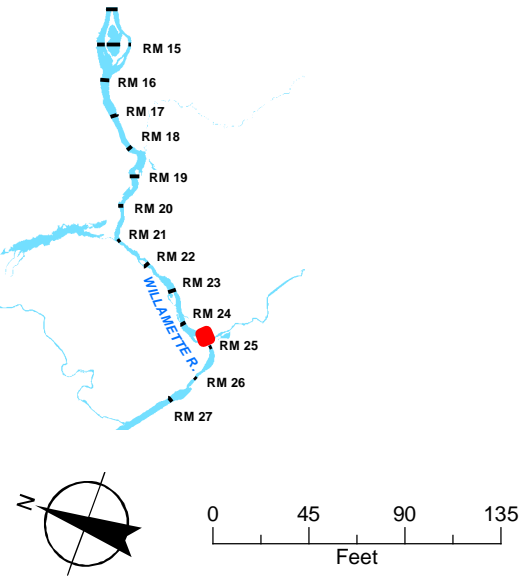 RM 15
RM 16
RM 17
RM 18
RM 19
RM 20
RM 21
RM 22
RM 23
WILLAMETTE R.
RM 24
RM 25
RM 26
RM 27
N
0 45 90 135
Feet